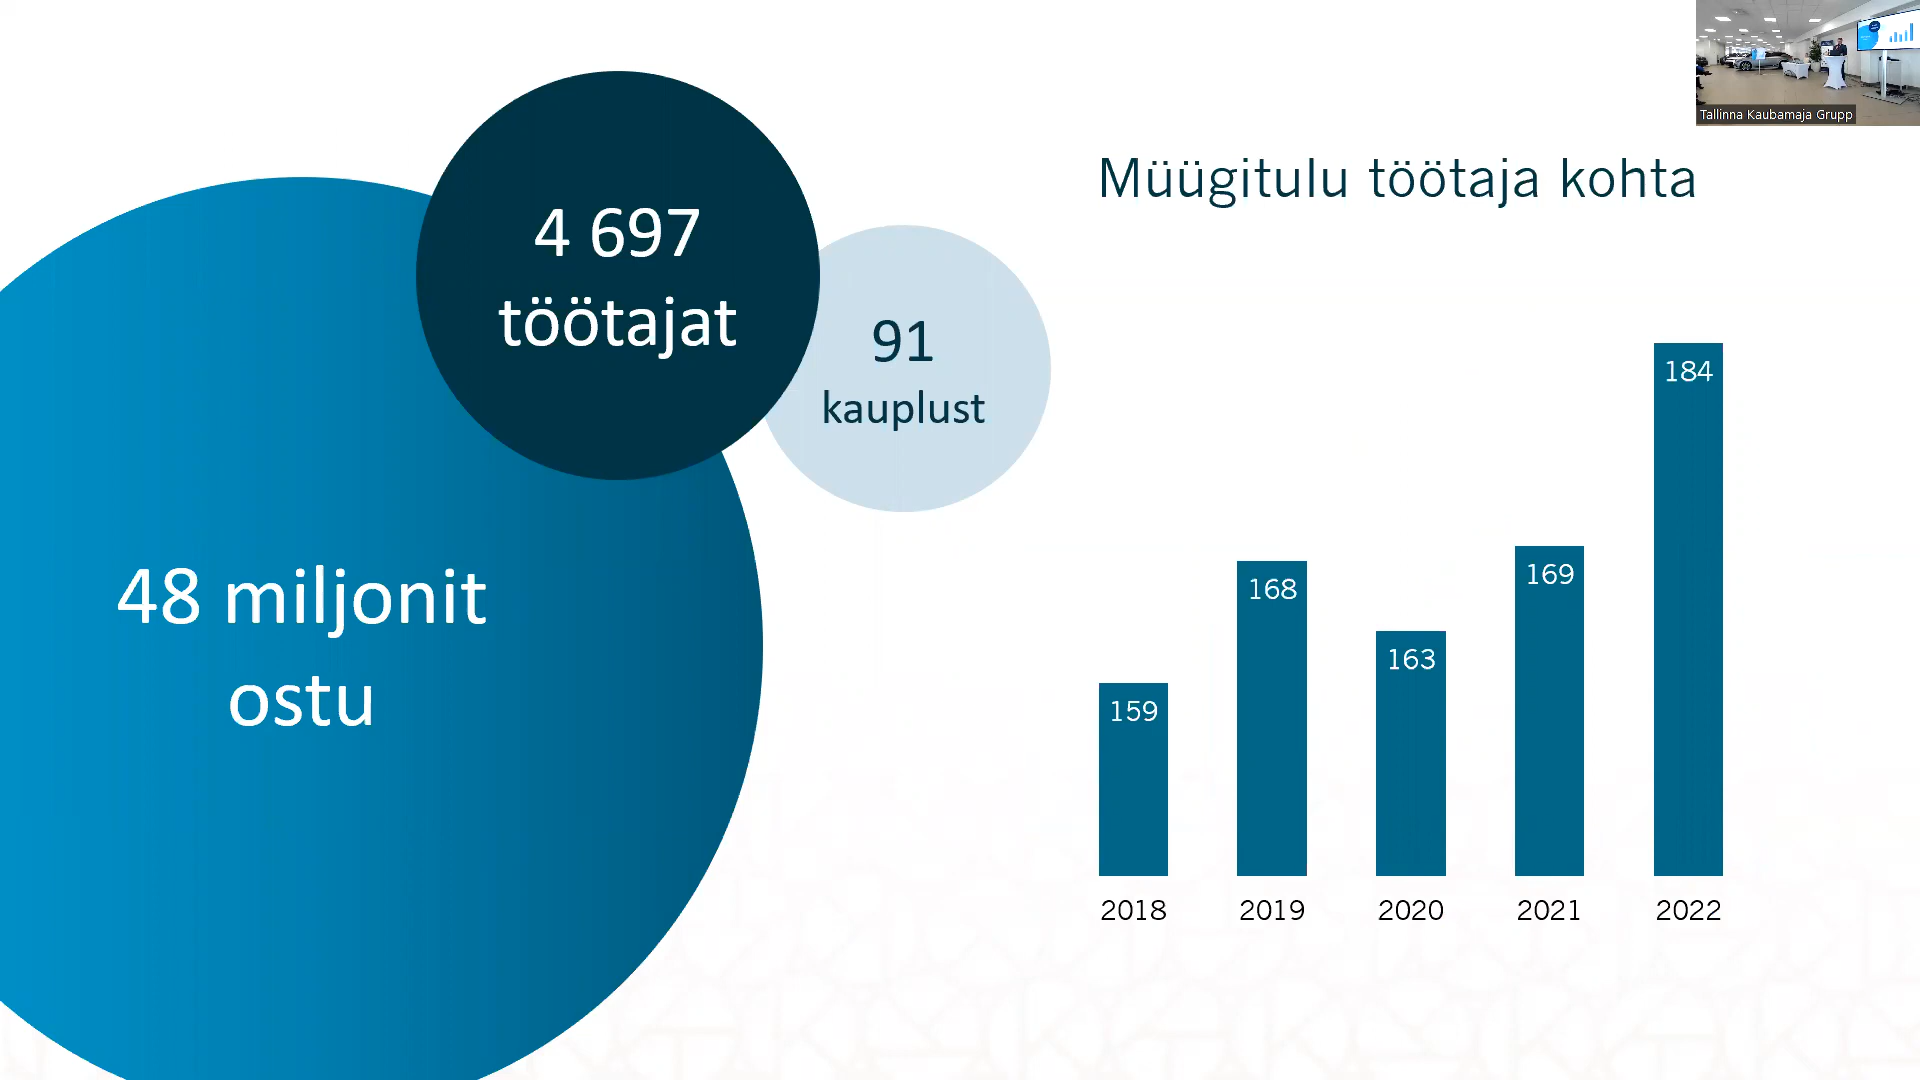 Tallinna Kaubamaja Grupp
4 697
töötajat
91
kauplust
48 miljonit
ostu
Müügitulu töötaja kohta
159
168
163
169
184
2018
2019
2020
2021
2022